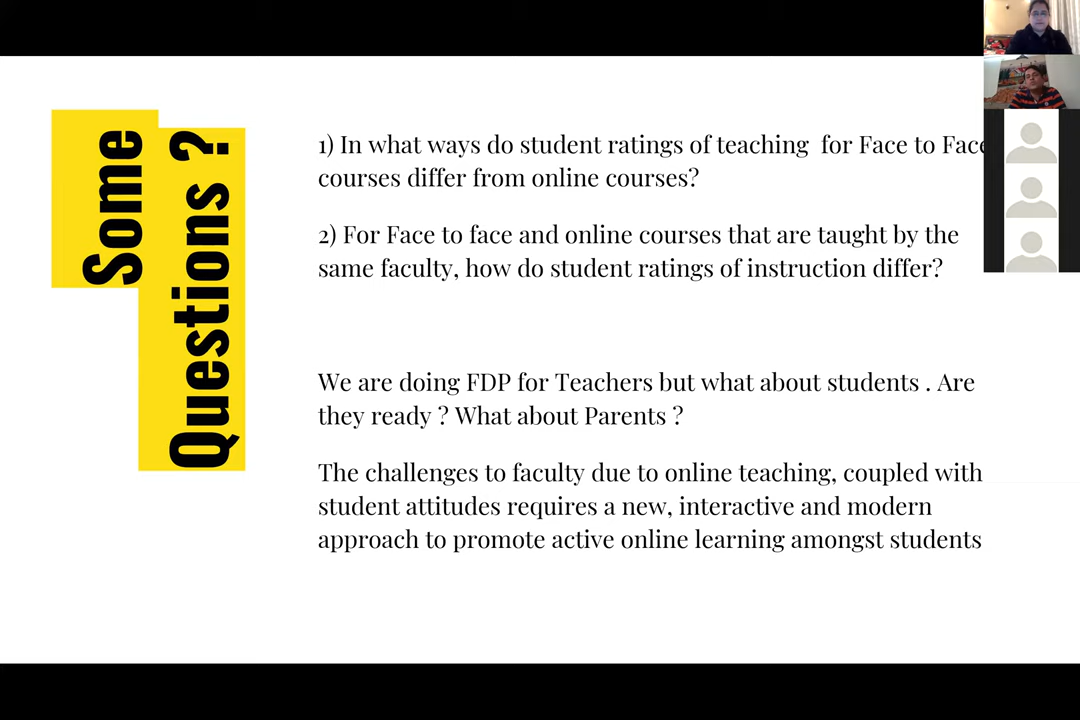 Some
Questions ?
1) In what ways do student ratings of teaching for Face to Face
courses differ from online courses?
2) For Face to face and online courses that are taught by the
same faculty, how do student ratings of instruction differ?
We are doing FDP for Teachers but what about students . Are
they ready ? What about Parents ?
The challenges to faculty due to online teaching, coupled with
student attitudes requires a new, interactive and modern
approach to promote active online learning amongst students